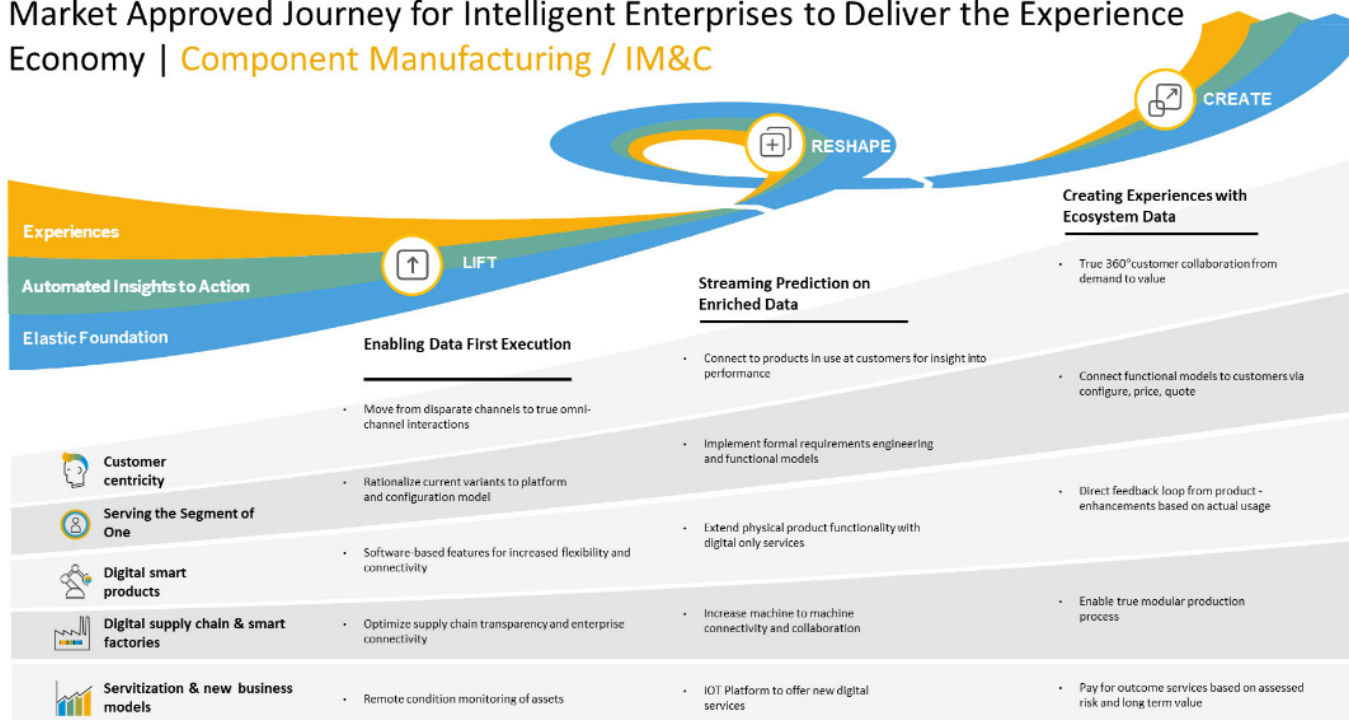 Market Approved Journey for Intelligent Enterprises to Deliver the Experience
Economy | Component Manufacturing / IM&C
CREATE
RESHAPE
LIFT
Experiences
Automated Insights to Action
Elastic Foundation
Enabling Data First Execution
Streaming Prediction on
Enriched Data
Creating Experiences with
Ecosystem Data
Customer
centricity
• Move from disparate channels to true omni-
channel interactions
• Connect to products in use at customers for insight into
performance
• True 360°customer collaboration from
demand to value
Serving the Segment of
One
• Rationalize current variants to platform
and configuration model
• Implement formal requirements engineering
and functional models
• Connect functional models to customers via
configure, price, quote
Digital smart
products
• Software-based features for increased flexibility and
connectivity
• Extend physical product functionality with
digital only services
• Direct feedback loop from product -
enhancements based on actual usage
Digital supply chain & smart
factories
• Optimize supply chain transparency and enterprise
connectivity
• Increase machine to machine
connectivity and collaboration
• Enable true modular production
process
Servitization & new business
models
• Remote condition monitoring of assets
• IOT Platform to offer new digital
services
• Pay for outcome services based on assessed
risk and long term value